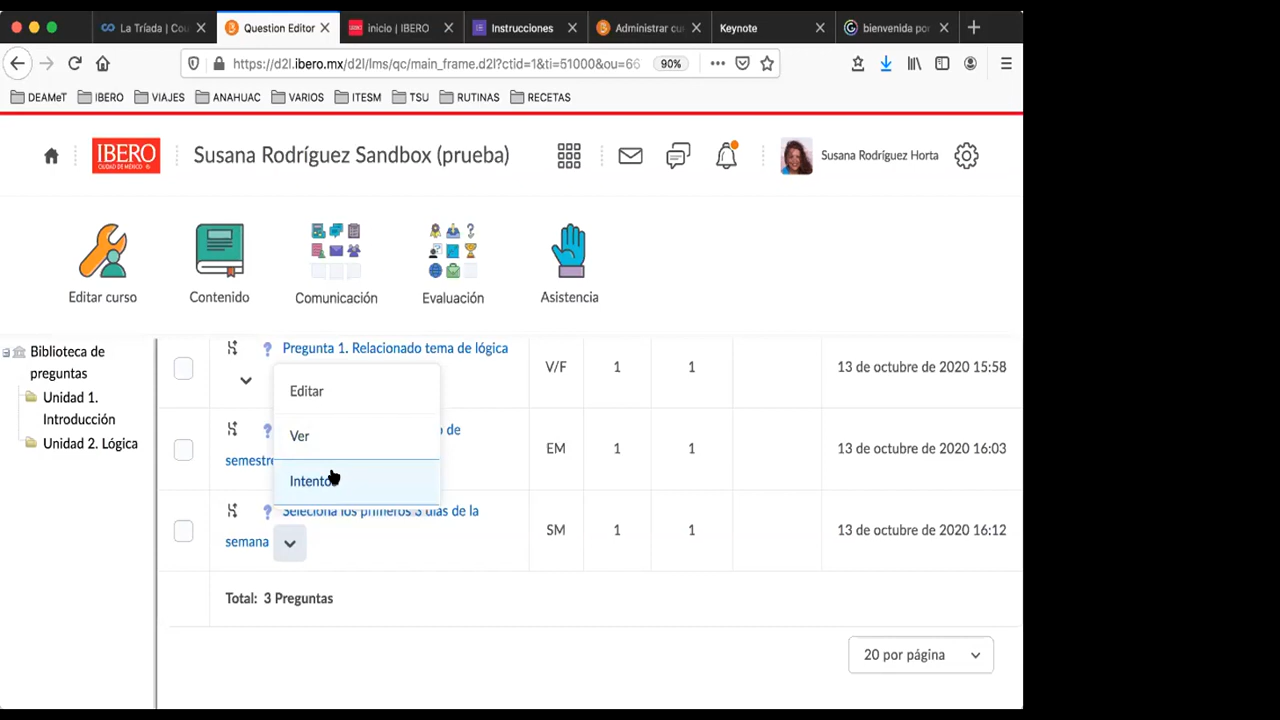 La Tríada | Cou
Question Editor
inicio | IBERO
Instrucciones
Administrar cu
Keynote
bienvenida po
https://d2l.ibero.mx/d2l/lms/qc/main_frame.d2l?ctid=1&ti=51000&ou=66
90%
DEAMeT
IBERO
VIAJES
ANAHUAC
VARIOS
ITESM
TSU
RUTINAS
RECETAS
IBERO
CIUDAD DE MÉXICO
Susana Rodríguez Sandbox (prueba)
Susana Rodríguez Horta
Editar curso
Contenido
Comunicación
Evaluación
Asistencia
Biblioteca de
preguntas
Unidad 1.
Introducción
Unidad 2. Lógica
Pregunta 1. Relacionado tema de lógica
V/F
1
1
13 de octubre de 2020 15:58
Editar
Ver
Intentos
o de
semestre
EM
1
1
13 de octubre de 2020 16:03
Selecciona los primeros 3 días de la
semana
SM
1
1
13 de octubre de 2020 16:12
Total: 3 Preguntas
20 por página